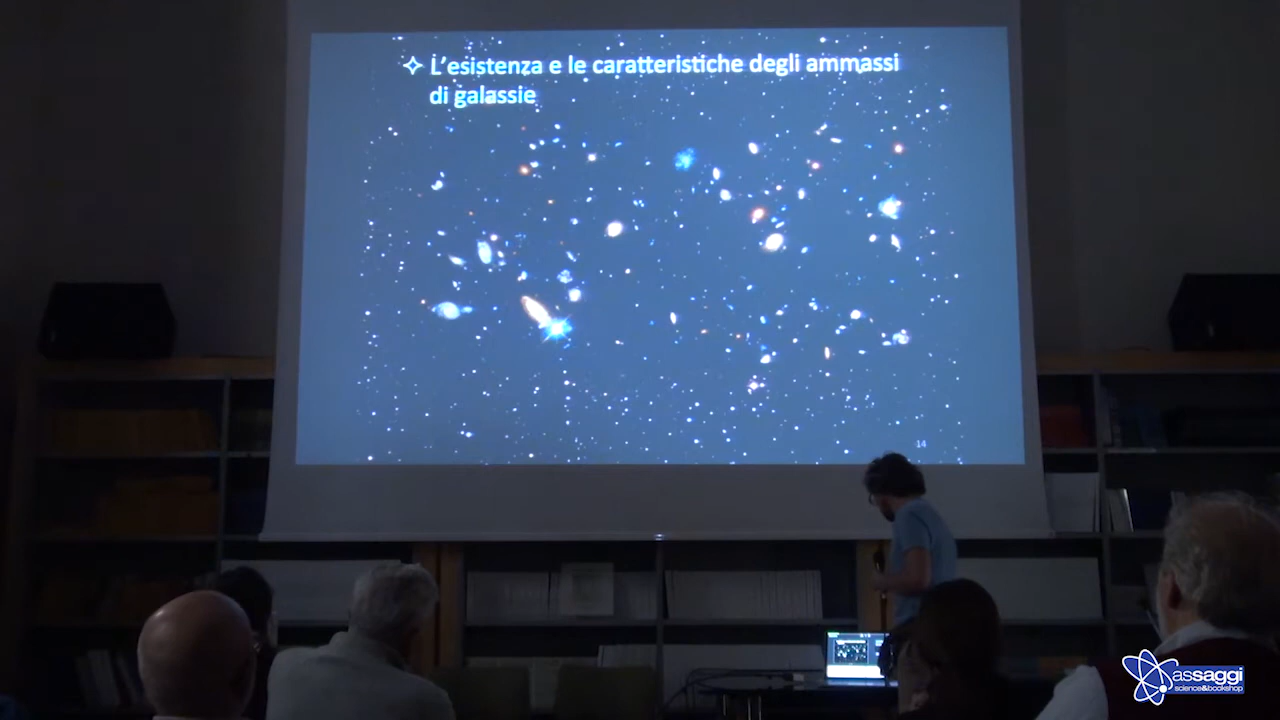 ✧ L'esistenza e le caratteristiche degli ammassi
di galassie
14
assaggi
science&bookshop